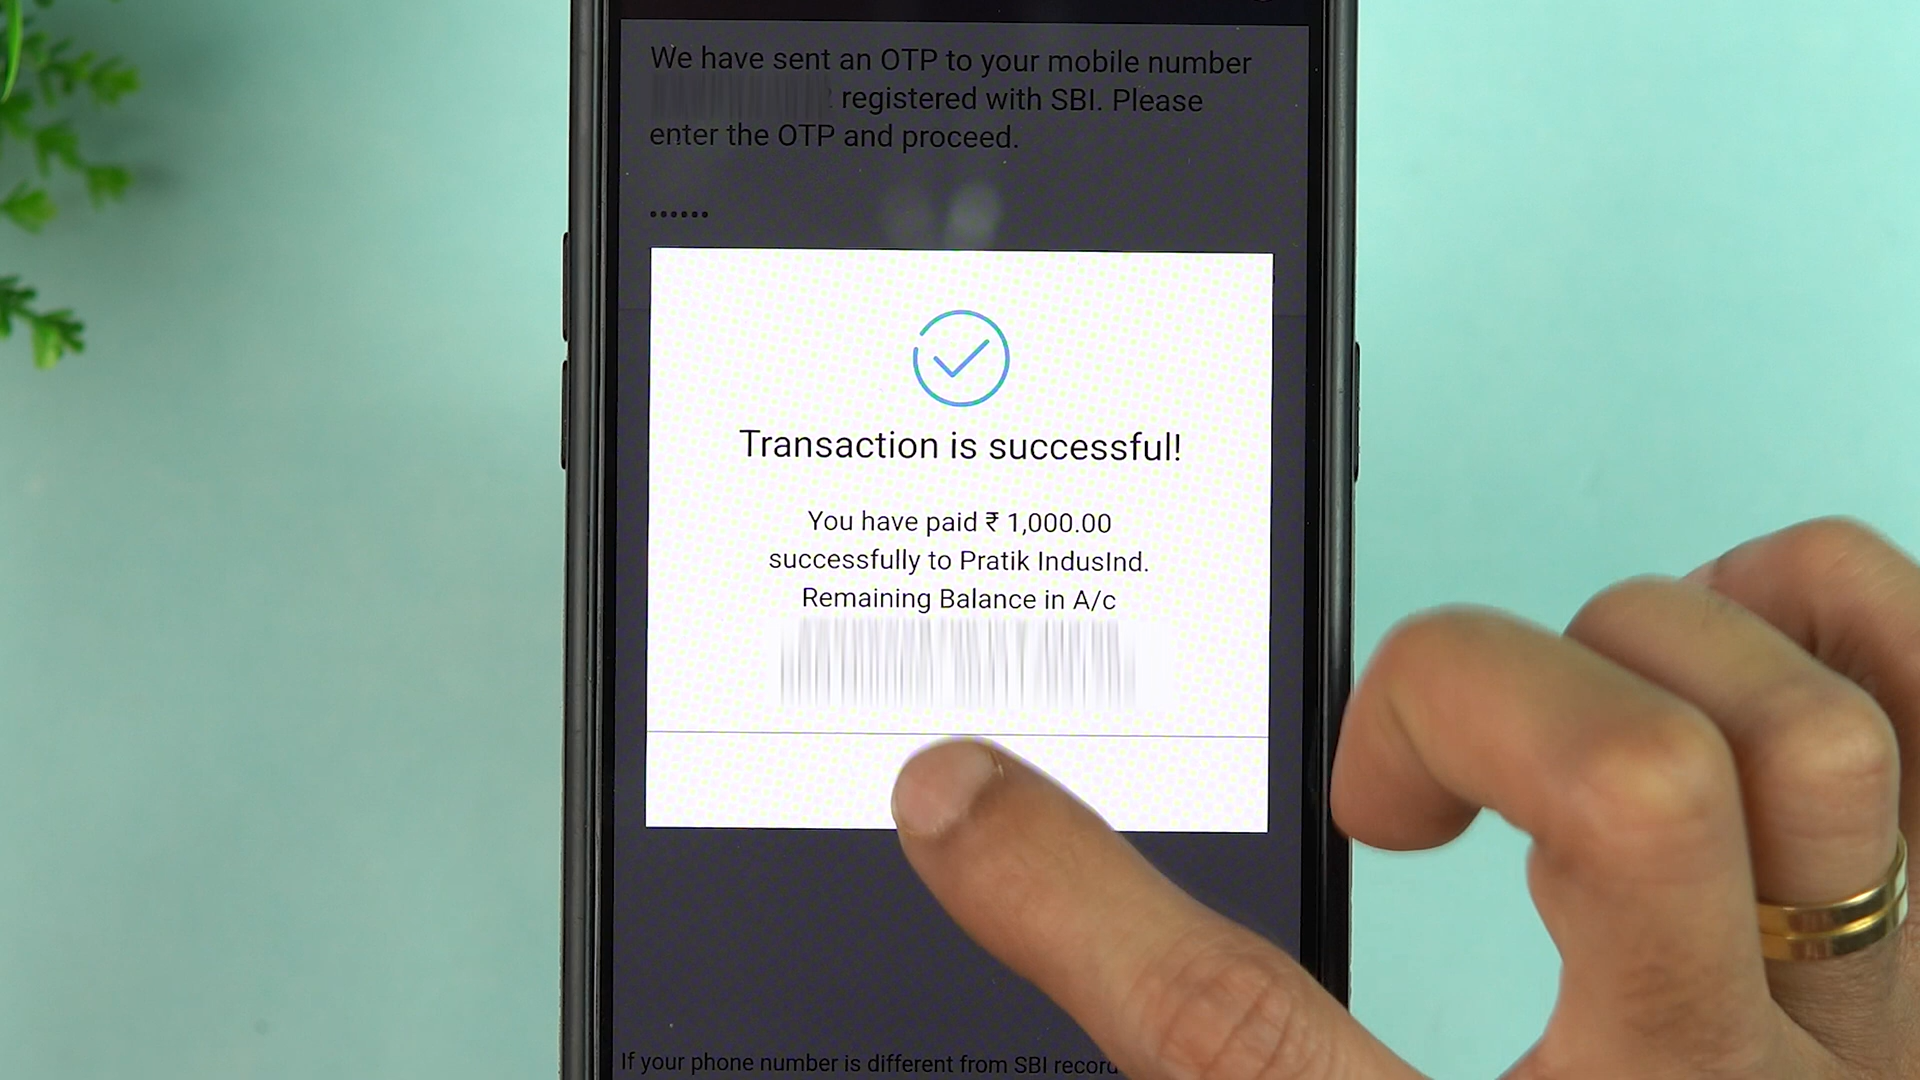 We have sent an OTP to your mobile number
registered with SBI. Please
enter the OTP and proceed.
Transaction is successful!
You have paid ₹ 1,000.00
successfully to Pratik IndusInd.
Remaining Balance in A/c
If your phone number is different from SBI record